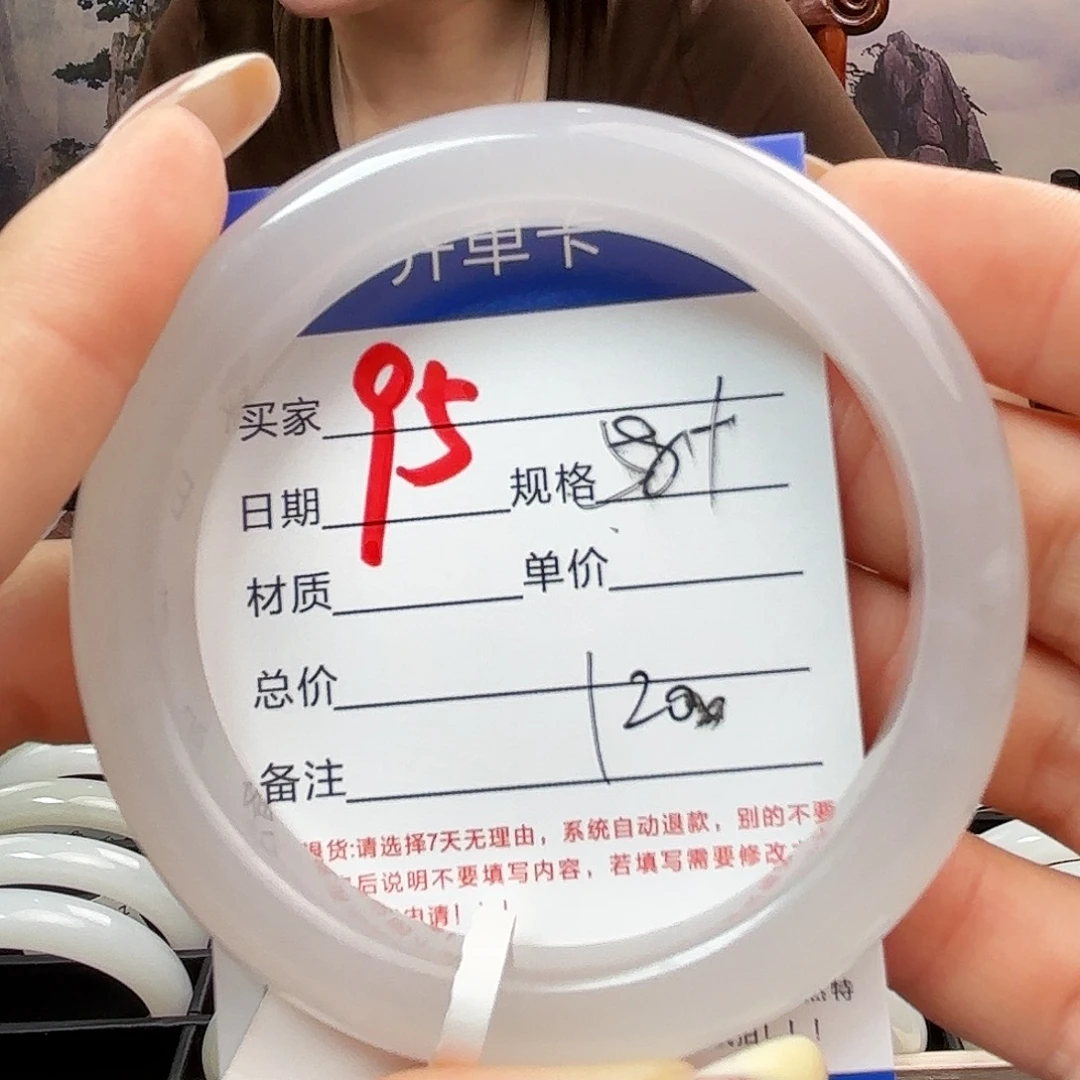 开单卡
买家 95
日期 规格
材质 单价
总价
备注
退货:请选择7天无理由，系统自动退款，别的不要
后说明不要填写内容，若填写需要修改
申请！！！
特
！！！